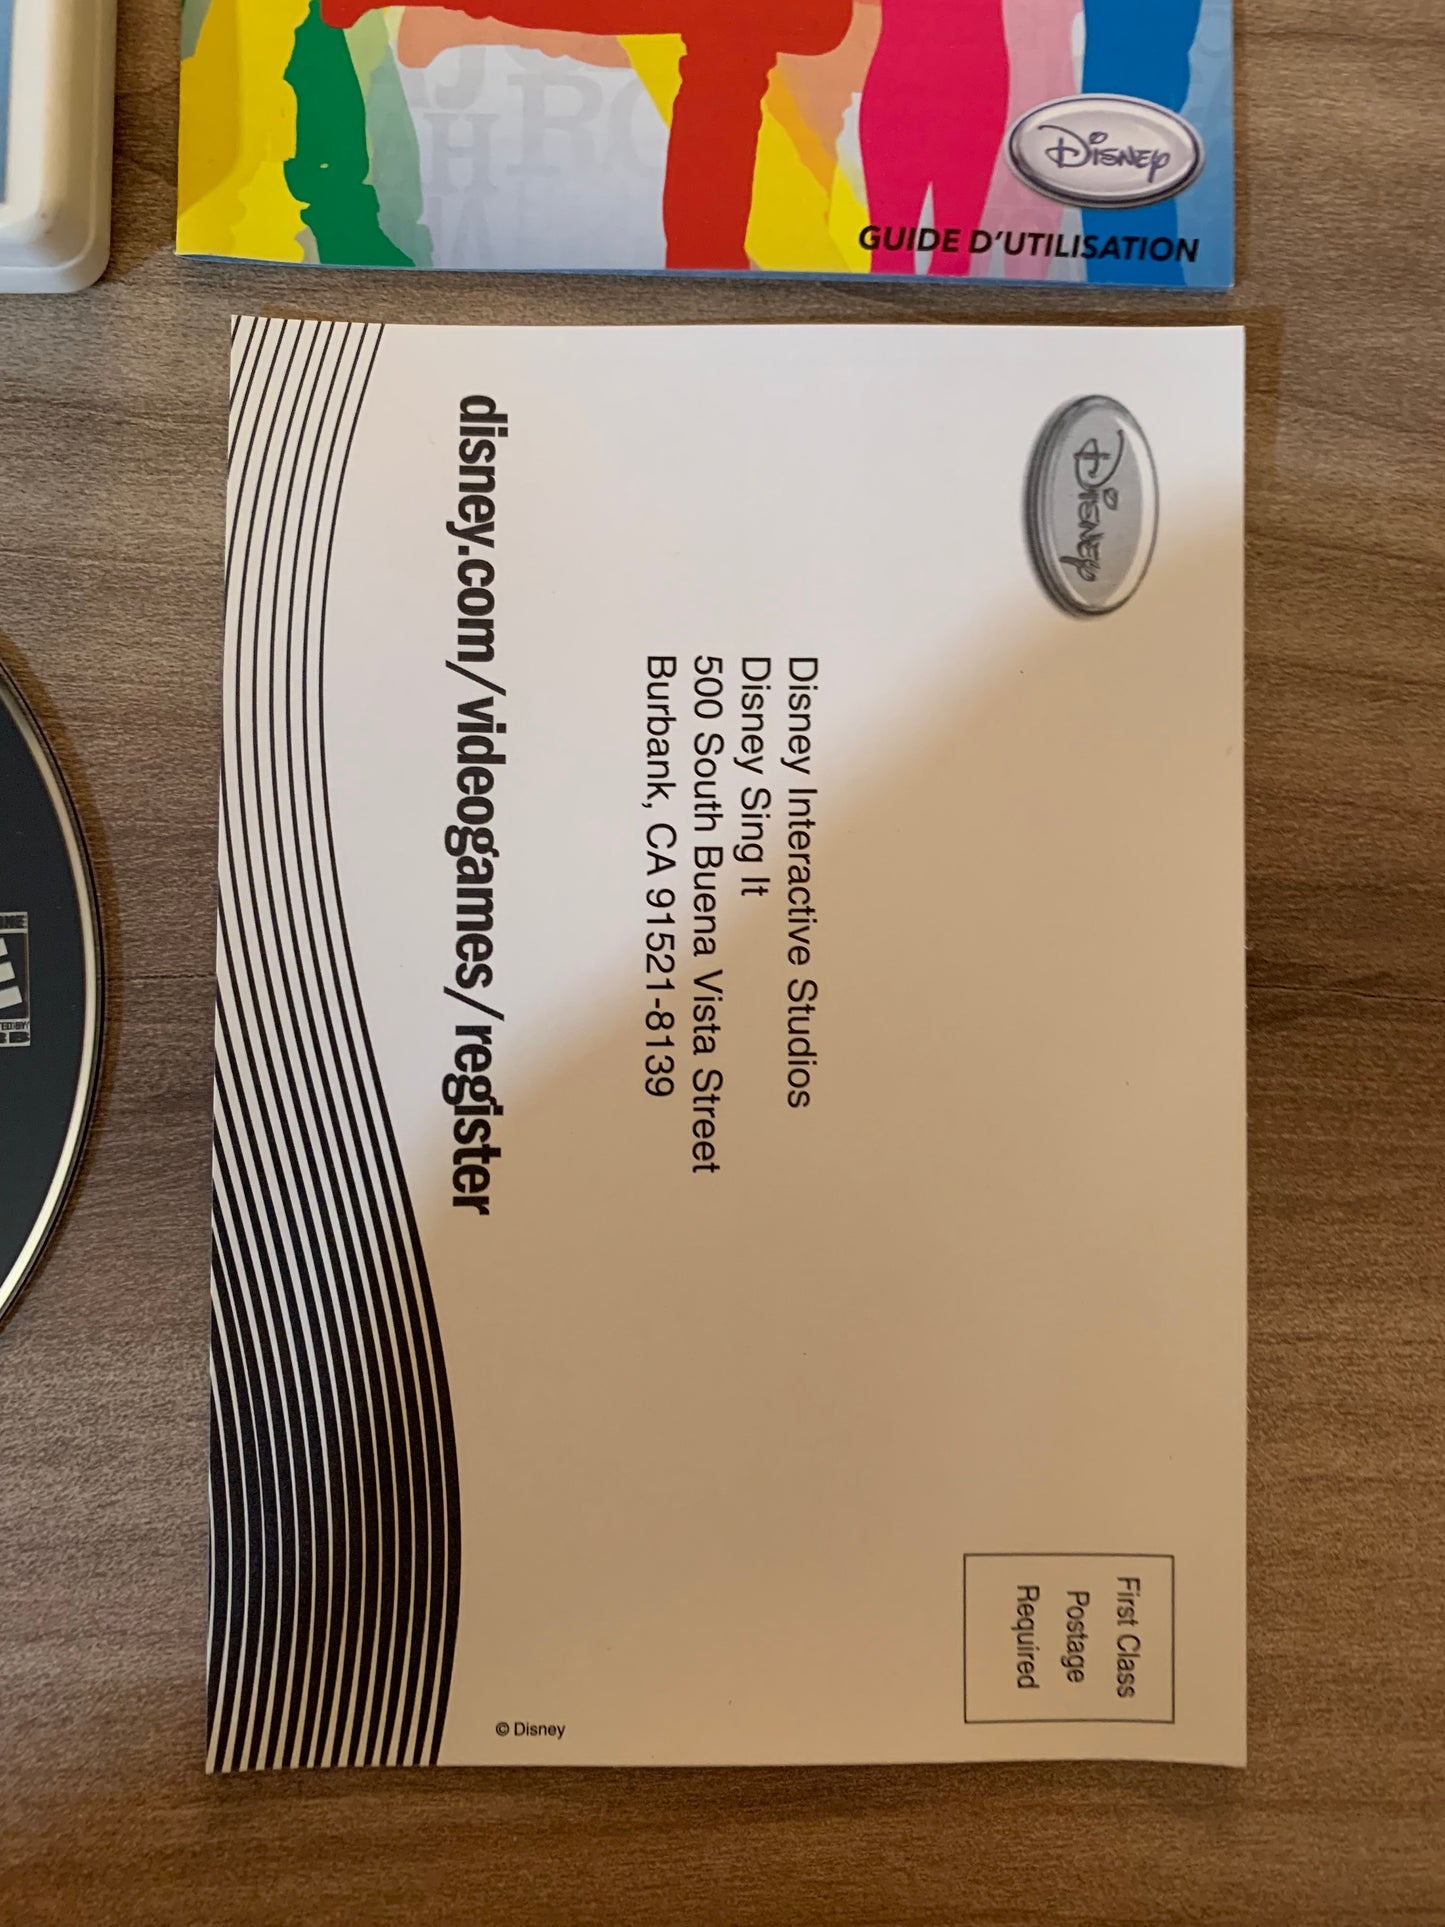 Disney
GUIDE D'UTILISATION
Disney
First Class
Postage
Required
Disney Interactive Studios
Disney Sing It
500 South Buena Vista Street
Burbank, CA 91521-8139
disney.com/videogames/register
© Disney